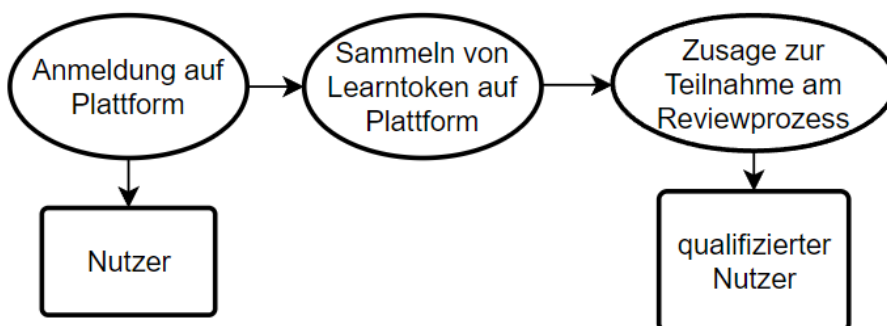 Anmeldung auf
Plattform
Sammeln von
Learntoken auf
Plattform
Zusage zur
Teilnahme am
Reviewprozess
Nutzer
qualifizierter
Nutzer